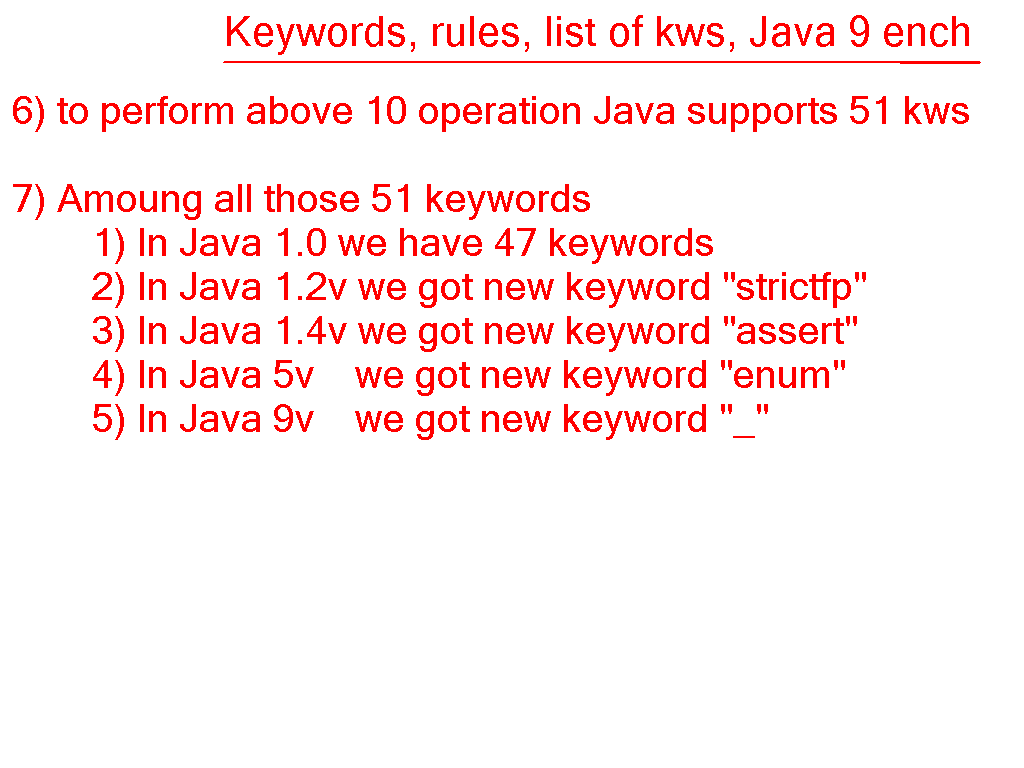 Keywords, rules, list of kws, Java 9 ench
6) to perform above 10 operation Java supports 51 kws
7) Amoung all those 51 keywords
1) In Java 1.0 we have 47 keywords
2) In Java 1.2v we got new keyword "strictfp"
3) In Java 1.4v we got new keyword "assert"
4) In Java 5v we got new keyword "enum"
5) In Java 9v we got new keyword "_"